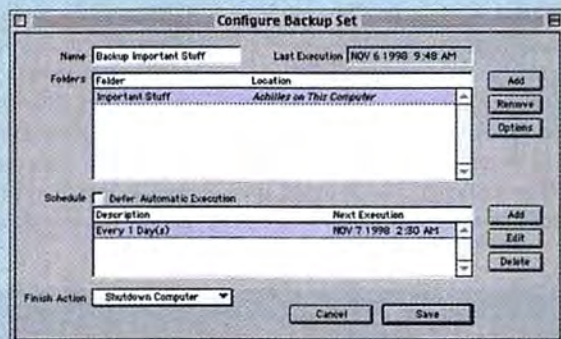 Configure Backup Set
Name Backup Important Stuff Last Execution NOV 6 1998 9:48 AM
Folders Folder Location Add
Important Stuff Achilles on This Computer
Remove
Options
Schedule Defer Automatic Execution
Description Next Execution Add
Every 1 Day(s) NOV 7 1998 2:30 AM
Edit
Delete
Finish Action Shutdown Computer
Cancel Save